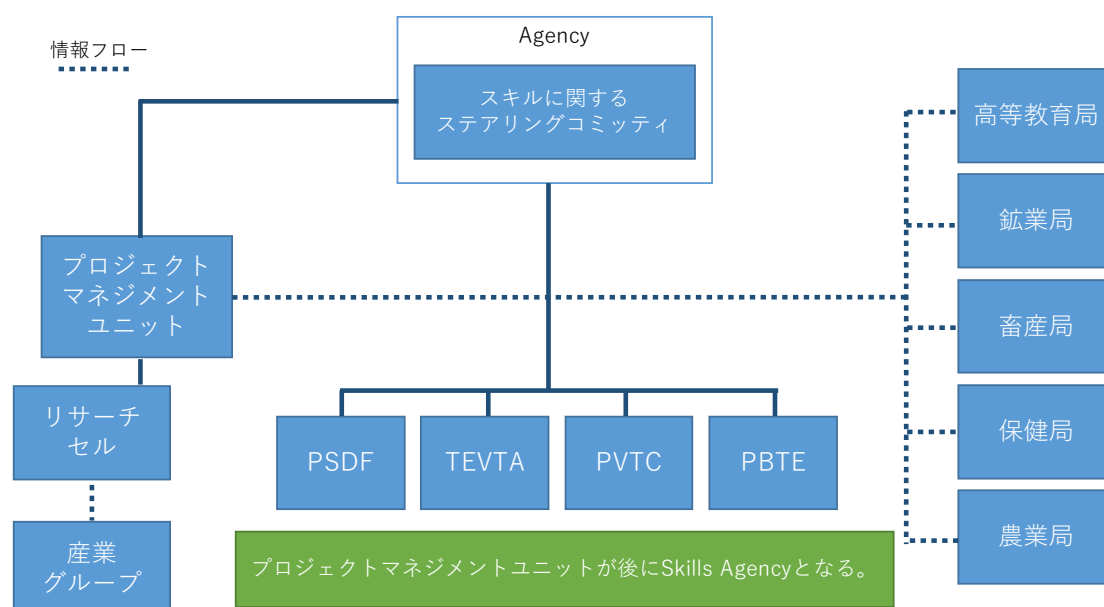 情報フロー
Agency
スキルに関する
ステアリングコミッティ
プロジェクト
マネジメント
ユニット
リサーチ
セル
産業
グループ
PSDF
TEVTA
PVTC
PBTE
プロジェクトマネジメントユニットが後にSkills Agencyとなる。
高等教育局
鉱業局
畜産局
保健局
農業局